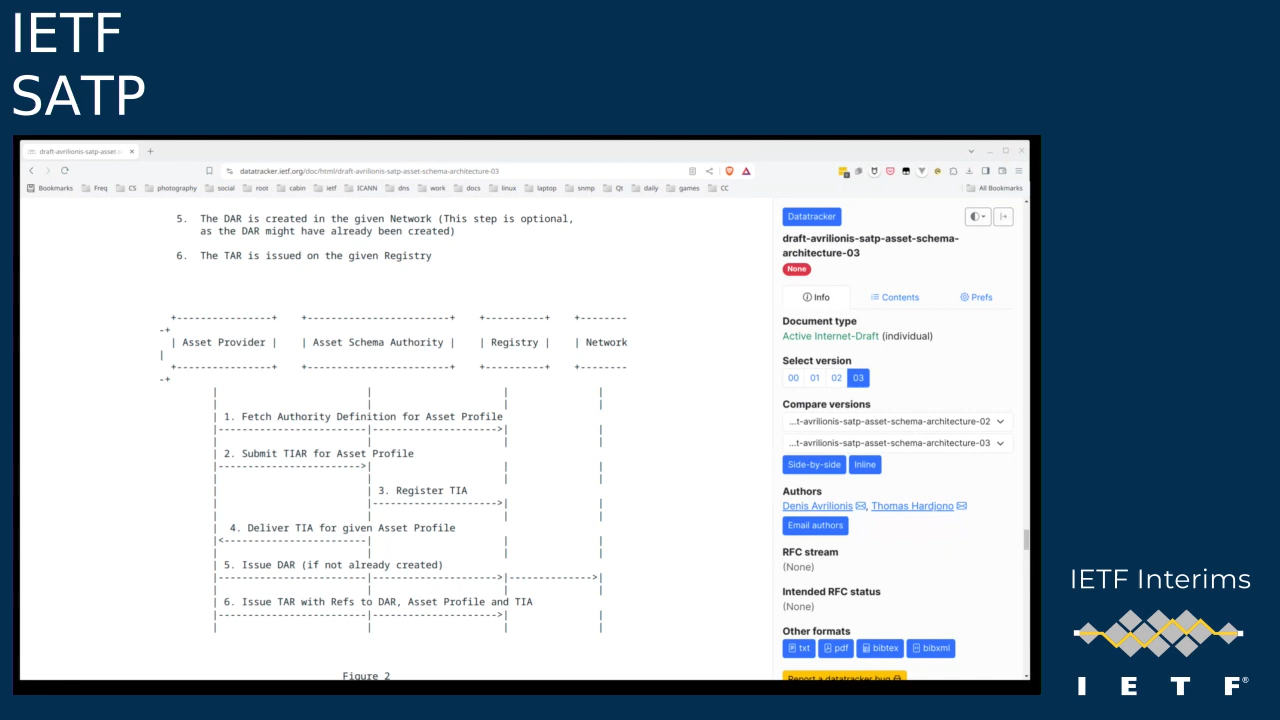 IETF
SATP
draft-avrilionis-satp-asset-s
datatracker.ietf.org/doc/html/draft-avrilionis-satp-asset-schema-architecture-03
Bookmarks Freq CS photography social root cabin ietf ICANN dns work docs linux laptop snmp Qt daily games CC All Bookmarks
5. The DAR is created in the given Network (This step is optional,
as the DAR might have already been created)
6. The TAR is issued on the given Registry
+----------------+ +------------------------+ +----------+ +--------
-+
| Asset Provider | | Asset Schema Authority | | Registry | | Network
|
+----------------+ +------------------------+ +----------+ +--------
-+
| 1. Fetch Authority Definition for Asset Profile
|-------------------------|--------------------->|
| 2. Submit TIAR for Asset Profile
|------------------------>|
| 3. Register TIA
|--------------------->|
4. Deliver TIA for given Asset Profile
|<------------------------|
| 5. Issue DAR (if not already created)
|-------------------------|--------------------->|-------------->|
| 6. Issue TAR with Refs to DAR, Asset Profile and TIA
|-------------------------|--------------------->|
Figure 2
Datatracker
draft-avrilionis-satp-asset-schema-
architecture-03
None
Info Contents Prefs
Document type
Active Internet-Draft (individual)
Select version
00 01 02 03
Compare versions
...t-avrilionis-satp-asset-schema-architecture-02
...t-avrilionis-satp-asset-schema-architecture-03
Side-by-side Inline
Authors
Denis Avrilionis, Thomas Hardjono
Email authors
RFC stream
(None)
Intended RFC status
(None)
Other formats
txt pdf bibtex bibxml
Report a datatracker bug
IETF Interims
I E T F®